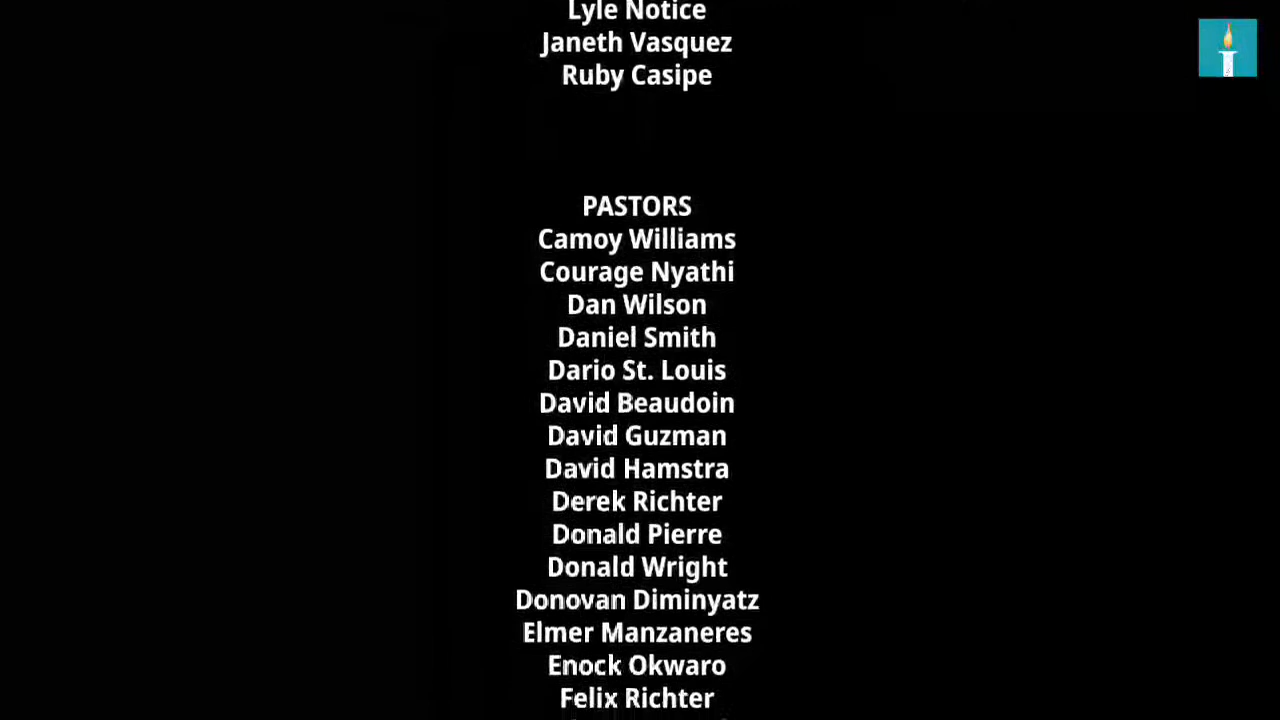 Lyle Notice
Janeth Vasquez
Ruby Casipe
PASTORS
Camoy Williams
Courage Nyathi
Dan Wilson
Daniel Smith
Dario St. Louis
David Beaudoin
David Guzman
David Hamstra
Derek Richter
Donald Pierre
Donald Wright
Donovan Diminyatz
Elmer Manzaneres
Enock Okwaro
Felix Richter